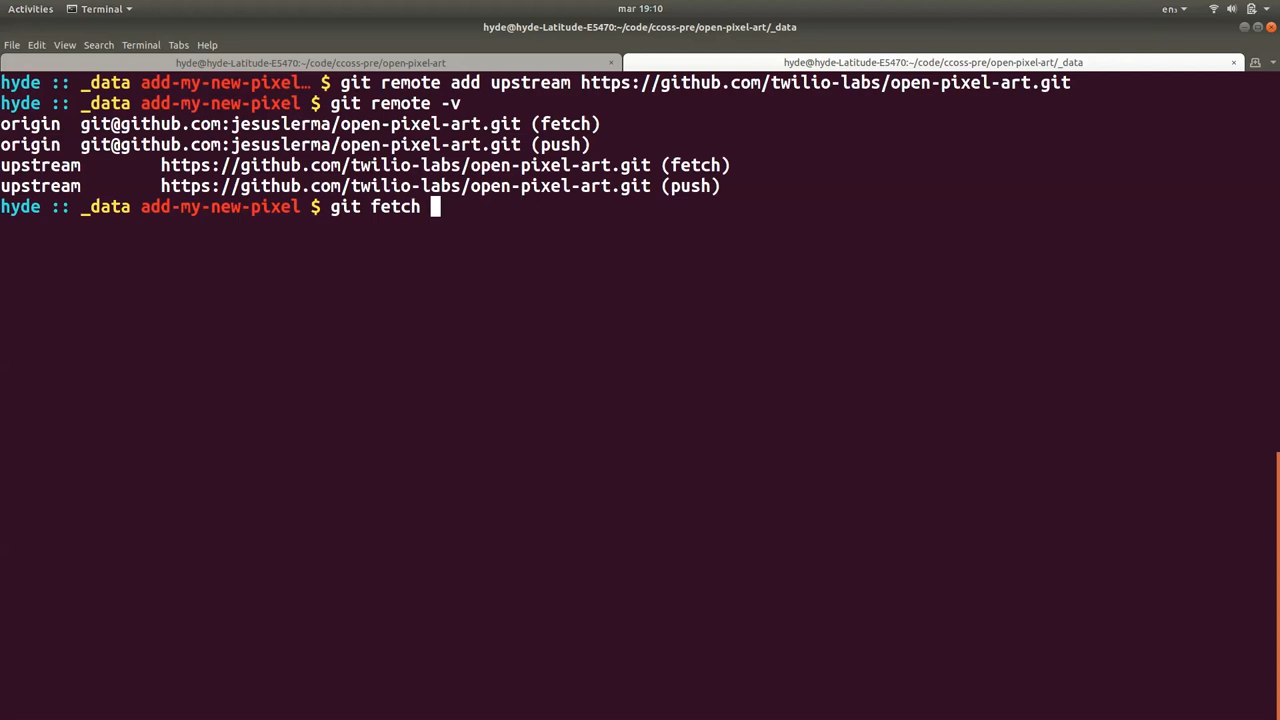 Activities Terminal mar 19:10 en₃
hyde@hyde-Latitude-E5470:~/code/ccoss-pre/open-pixel-art/_data
File Edit View Search Terminal Tabs Help
hyde@hyde-Latitude-E5470:~/code/ccoss-pre/open-pixel-art × hyde@hyde-Latitude-E5470:~/code/ccoss-pre/open-pixel-art/_data ×
hyde :: _data add-my-new-pixel… $ git remote add upstream https://github.com/twilio-labs/open-pixel-art.git
hyde :: _data add-my-new-pixel $ git remote -v
origin git@github.com:jesuslerma/open-pixel-art.git (fetch)
origin git@github.com:jesuslerma/open-pixel-art.git (push)
upstream https://github.com/twilio-labs/open-pixel-art.git (fetch)
upstream https://github.com/twilio-labs/open-pixel-art.git (push)
hyde :: _data add-my-new-pixel $ git fetch